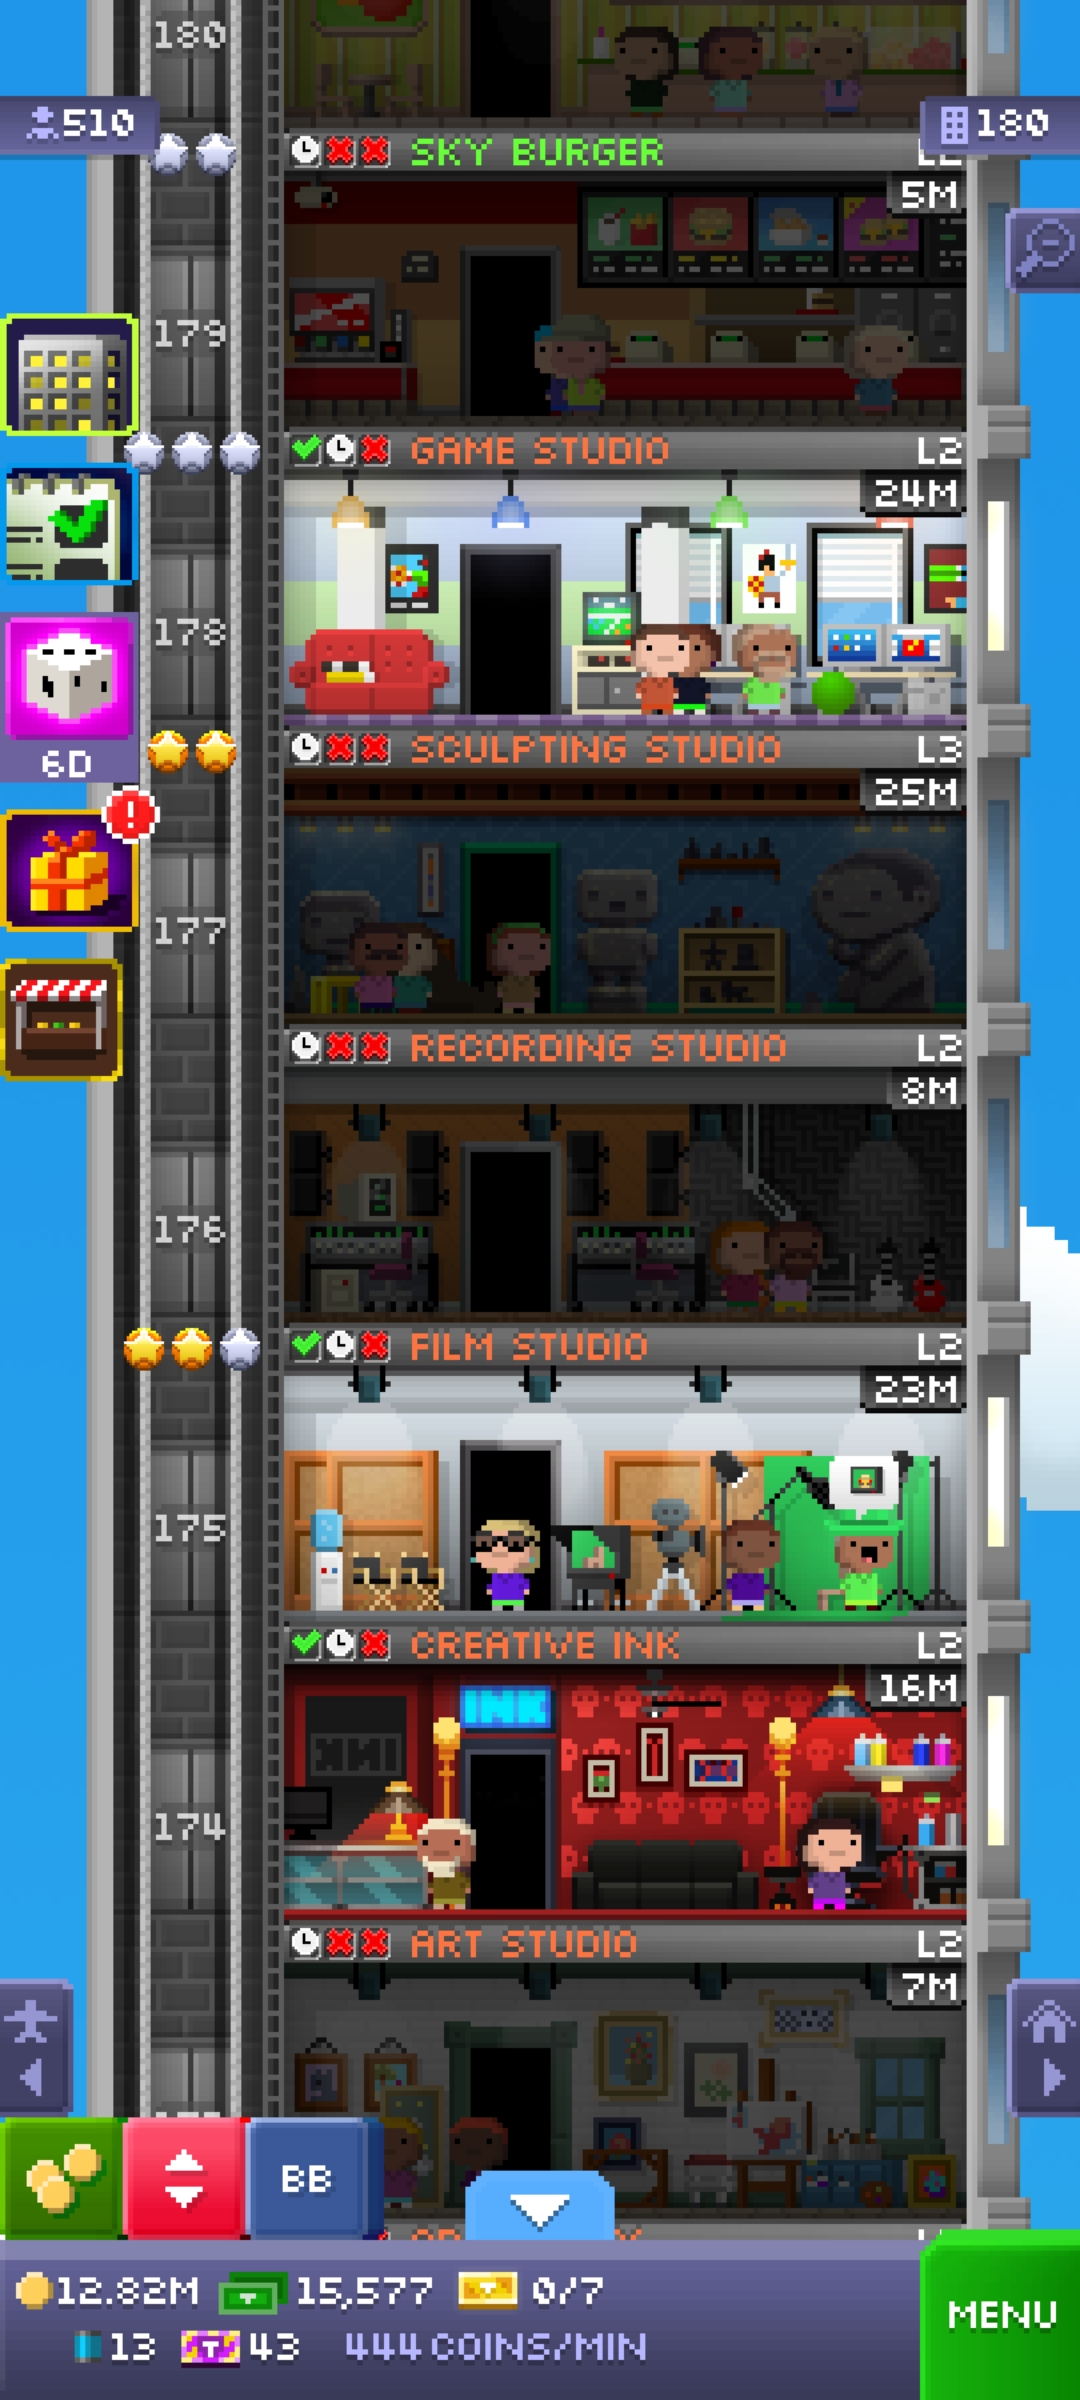 180
510
180
SKY BURGER L2
5M
179
GAME STUDIO L2
24M
178
SCULPTING STUDIO L3
25M
6D
177
RECORDING STUDIO L2
8M
176
FILM STUDIO L2
23M
175
CREATIVE INK L2
16M
INK
174
ART STUDIO L2
7M
BB
12.82M 15,577 0/7
13 43 444 COINS/MIN
MENU